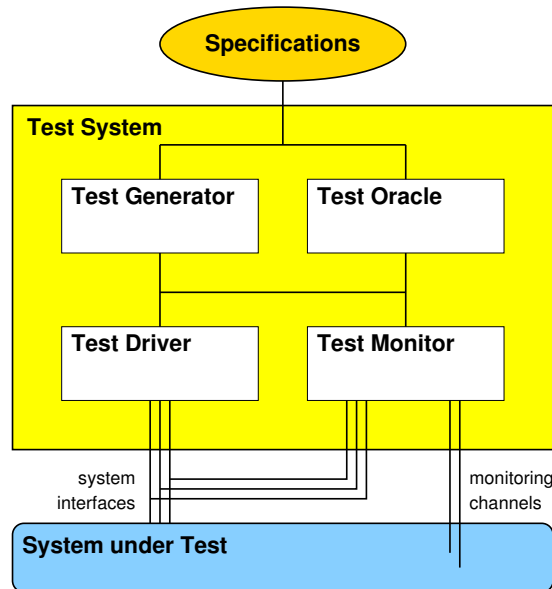 Specifications
Test System
Test Generator
Test Oracle
Test Driver
Test Monitor
system
interfaces
monitoring
channels
System under Test